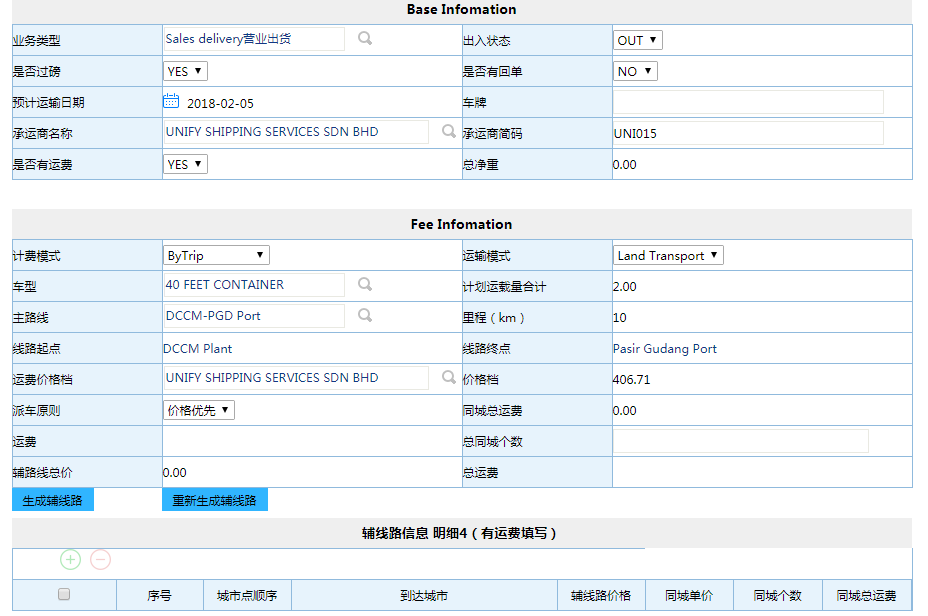 Base Infomation
业务类型 Sales delivery营业出货 出入状态 OUT
是否过磅 YES 是否有回单 NO
预计运输日期 2018-02-05 车牌
承运商名称 UNIFY SHIPPING SERVICES SDN BHD 承运商简码 UNI015
是否有运费 YES 总净重 0.00
Fee Infomation
计费模式 ByTrip 运输模式 Land Transport
车型 40 FEET CONTAINER 计划运载量合计 2.00
主路线 DCCM-PGD Port 里程（km） 10
线路起点 DCCM Plant 线路终点 Pasir Gudang Port
运费价格档 UNIFY SHIPPING SERVICES SDN BHD 价格档 406.71
派车原则 价格优先 同城总运费 0.00
运费 总同城个数
辅路线总价 0.00 总运费
生成辅线路 重新生成辅线路
辅线路信息 明细4（有运费填写）
序号 城市点顺序 到达城市 辅线路价格 同城单价 同城个数 同城总运费